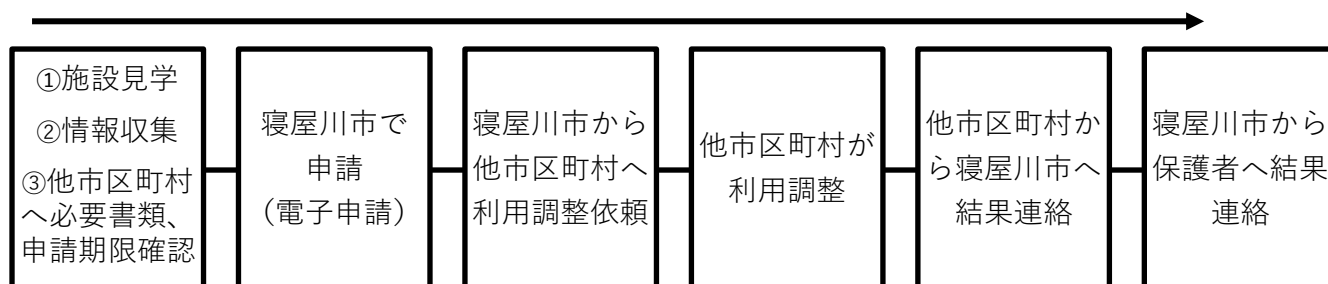 ①施設見学
②情報収集
③他市区町村
へ必要書類、
申請期限確認
寝屋川市で
申請
(電子申請)
寝屋川市から
他市区町村へ
利用調整依頼
他市区町村が
利用調整
他市区町村か
ら寝屋川市へ
結果連絡
寝屋川市から
保護者へ結果
連絡